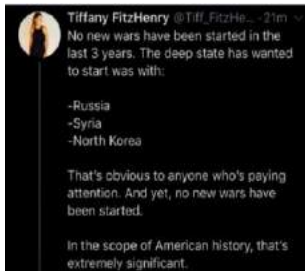 Tiffany FitzHenry @Tiff_FitzHe... · 21m
No new wars have been started in the
last 3 years. The deep state has wanted
to start was with:
-Russia
-Syria
-North Korea
That's obvious to anyone who's paying
attention. And yet, no new wars have
been started.
In the scope of American history, that's
extremely significant.